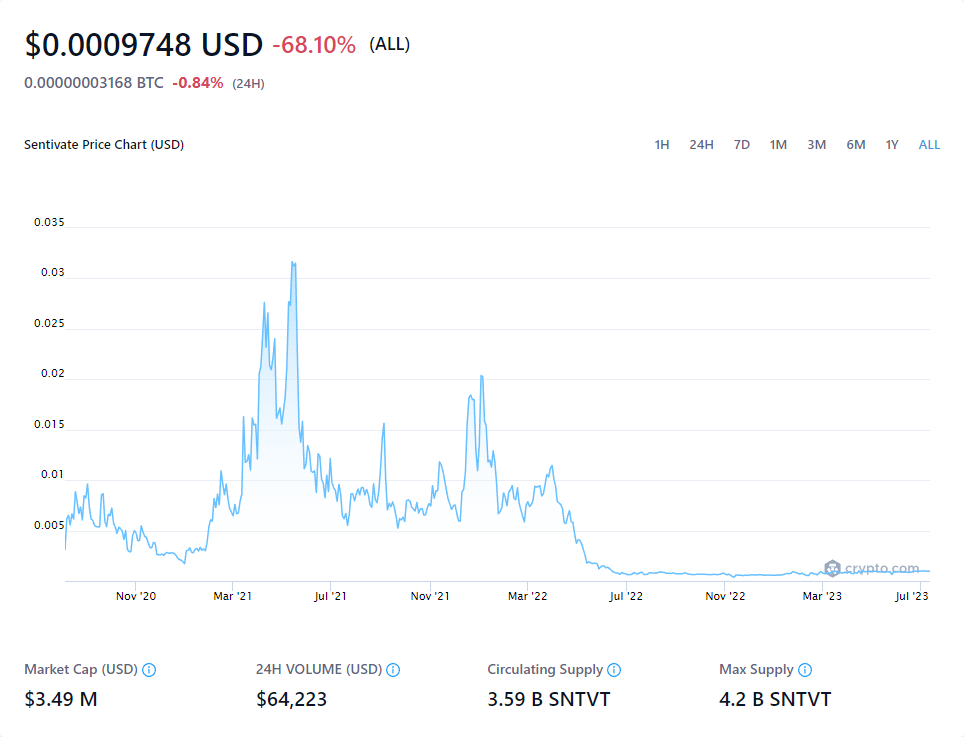 $0.0009748 USD -68.10% (ALL)
0.00000003168 BTC -0.84% (24H)
Sentivate Price Chart (USD) 1H 24H 7D 1M 3M 6M 1Y ALL
0.035
0.03
0.025
0.02
0.015
0.01
0.005
crypto.com
Nov '20 Mar '21 Jul '21 Nov '21 Mar '22 Jul '22 Nov '22 Mar '23 Jul '23
Market Cap (USD) 24H VOLUME (USD) Circulating Supply Max Supply
$3.49 M $64,223 3.59 B SNTVT 4.2 B SNTVT